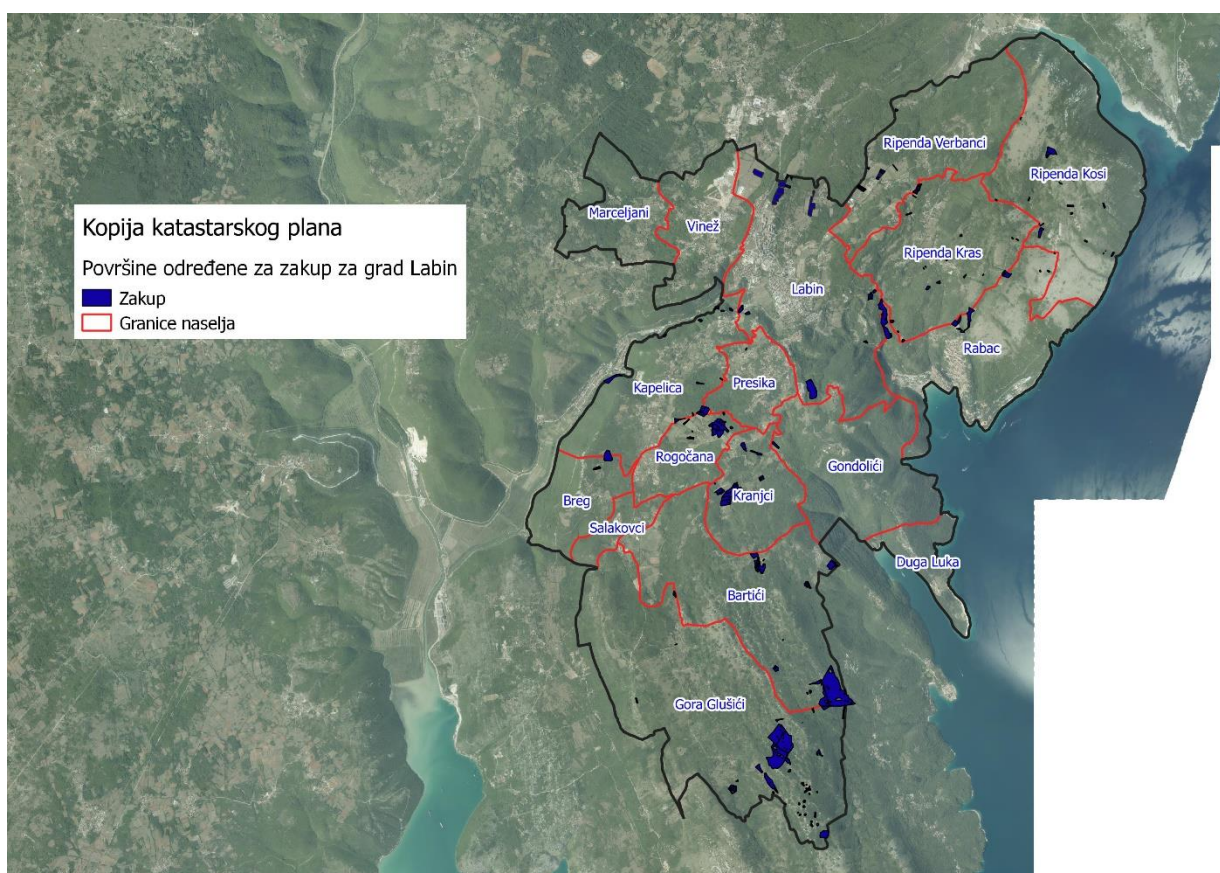 Kopija katastarskog plana
Površine određene za zakup za grad Labin
Zakup
Granice naselja
Ripenda Verbanci
Ripenda Kosi
Marceljani
Vinež
Ripenda Kras
Labin
Rabac
Kapelica
Presika
Rogočana
Gondolići
Breg
Kranjci
Salakovci
Duga Luka
Bartići
Gora Glušići